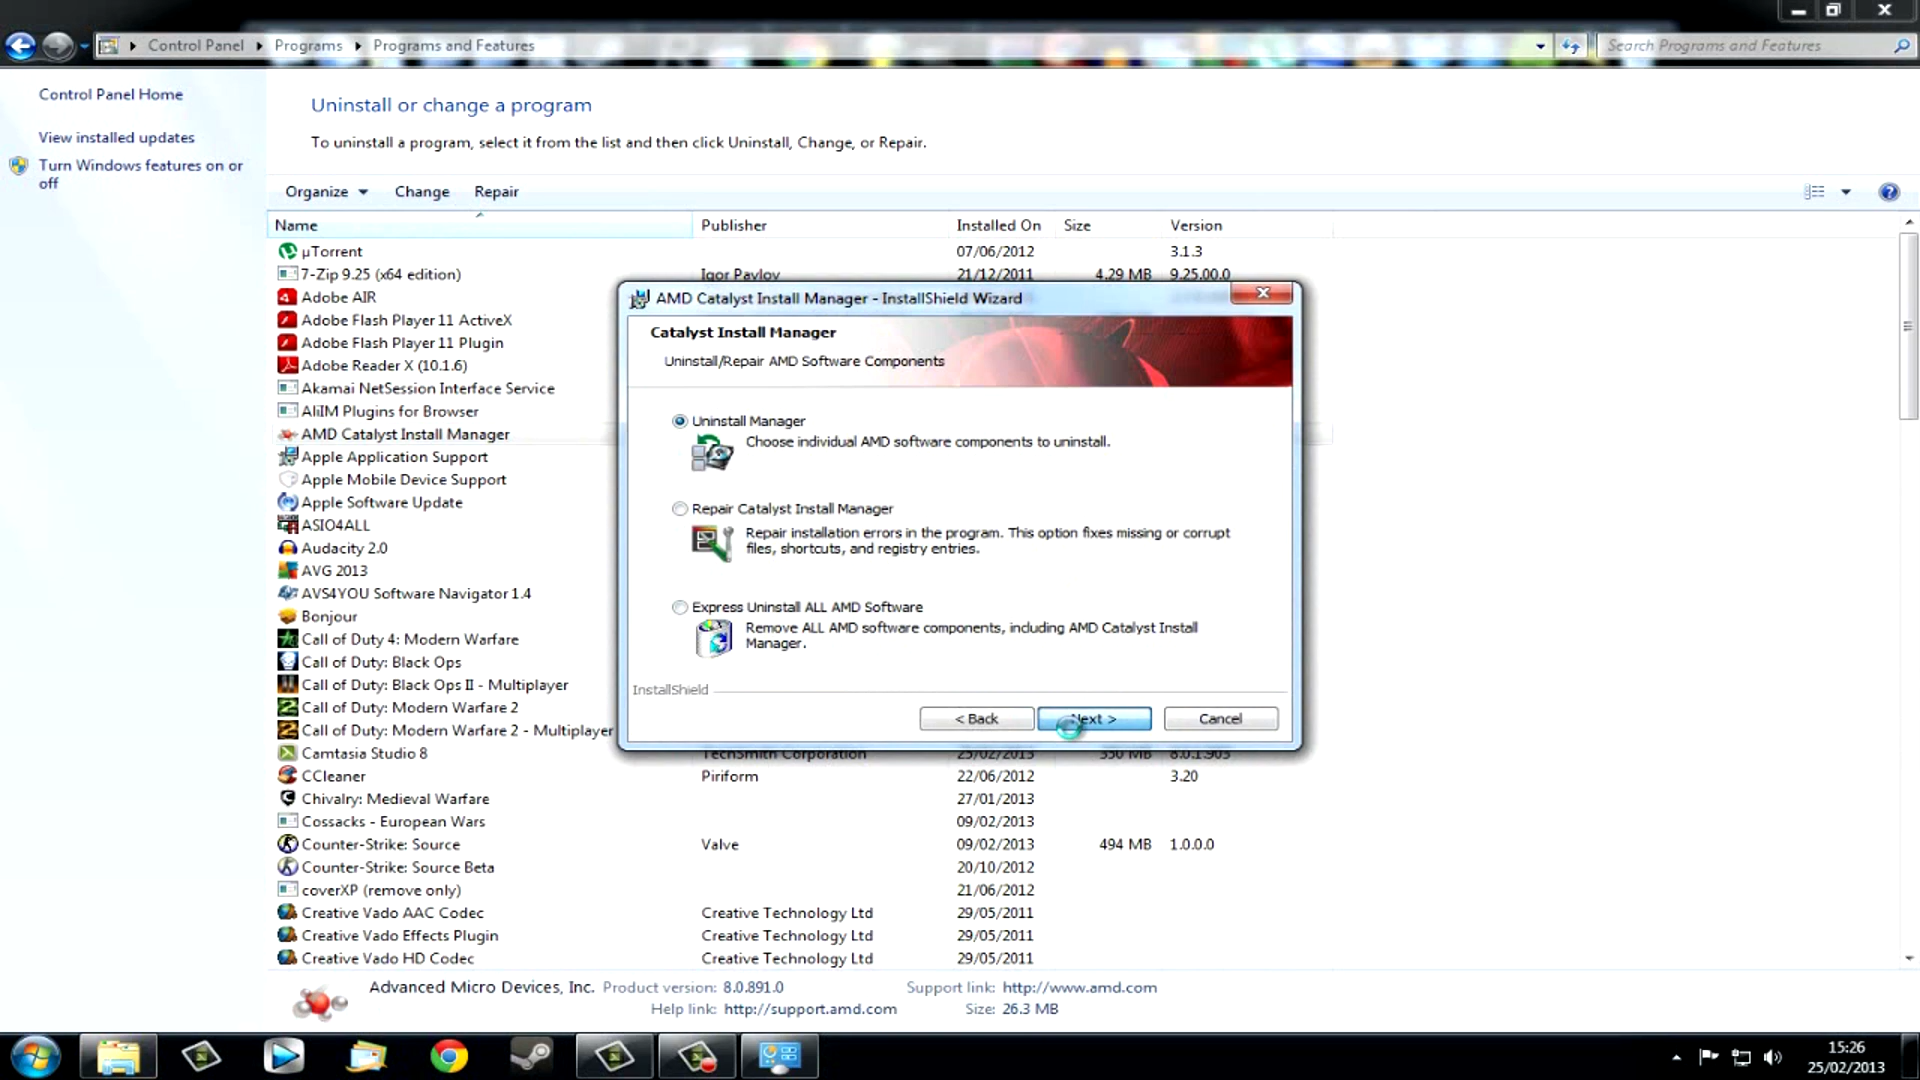 Control Panel Programs Programs and Features
Search Programs and Features
Control Panel Home
View installed updates
Turn Windows features on or
off
Uninstall or change a program
To uninstall a program, select it from the list and then click Uninstall, Change, or Repair.
Organize Change Repair
Name Publisher Installed On Size Version
µTorrent 07/06/2012 3.1.3
7-Zip 9.25 (x64 edition) Igor Pavlov 21/12/2011 4.29 MB 9.25.00.0
Adobe AIR
Adobe Flash Player 11 ActiveX
Adobe Flash Player 11 Plugin
Adobe Reader X (10.1.6)
Akamai NetSession Interface Service
AliIM Plugins for Browser
AMD Catalyst Install Manager
Apple Application Support
Apple Mobile Device Support
Apple Software Update
ASIO4ALL
Audacity 2.0
AVG 2013
AVS4YOU Software Navigator 1.4
Bonjour
Call of Duty 4: Modern Warfare
Call of Duty: Black Ops
Call of Duty: Black Ops II - Multiplayer
Call of Duty: Modern Warfare 2
Call of Duty: Modern Warfare 2 - Multiplayer
Camtasia Studio 8 TechSmith Corporation 25/02/2013 350 MB 8.0.1.903
CCleaner Piriform 22/06/2012 3.20
Chivalry: Medieval Warfare 27/01/2013
Cossacks - European Wars 09/02/2013
Counter-Strike: Source Valve 09/02/2013 494 MB 1.0.0.0
Counter-Strike: Source Beta 20/10/2012
coverXP (remove only) 21/06/2012
Creative Vado AAC Codec Creative Technology Ltd 29/05/2011
Creative Vado Effects Plugin Creative Technology Ltd 29/05/2011
Creative Vado HD Codec Creative Technology Ltd 29/05/2011
AMD Catalyst Install Manager - InstallShield Wizard
Catalyst Install Manager
Uninstall/Repair AMD Software Components
Uninstall Manager
Choose individual AMD software components to uninstall.
Repair Catalyst Install Manager
Repair installation errors in the program. This option fixes missing or corrupt
files, shortcuts, and registry entries.
Express Uninstall ALL AMD Software
Remove ALL AMD software components, including AMD Catalyst Install
Manager.
InstallShield
< Back Next > Cancel
Advanced Micro Devices, Inc. Product version: 8.0.891.0 Support link: http://www.amd.com
Help link: http://support.amd.com Size: 26.3 MB
15:26
25/02/2013